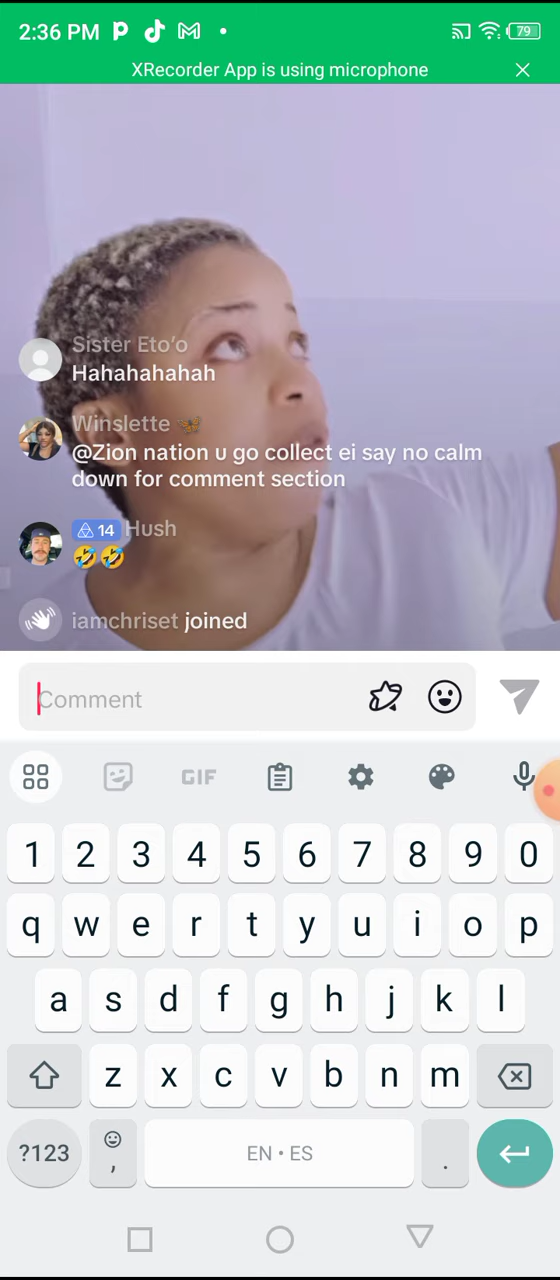 2:36 PM
79
XRecorder App is using microphone
Sister Eto'o
Hahahahahah
Winslette 🦋
@Zion nation u go collect ei say no calm
down for comment section
14 Hush
🤣🤣
iamchriset joined
Comment
GIF
1 2 3 4 5 6 7 8 9 0
q w e r t y u i o p
a s d f g h j k l
z x c v b n m
?123 , EN • ES .